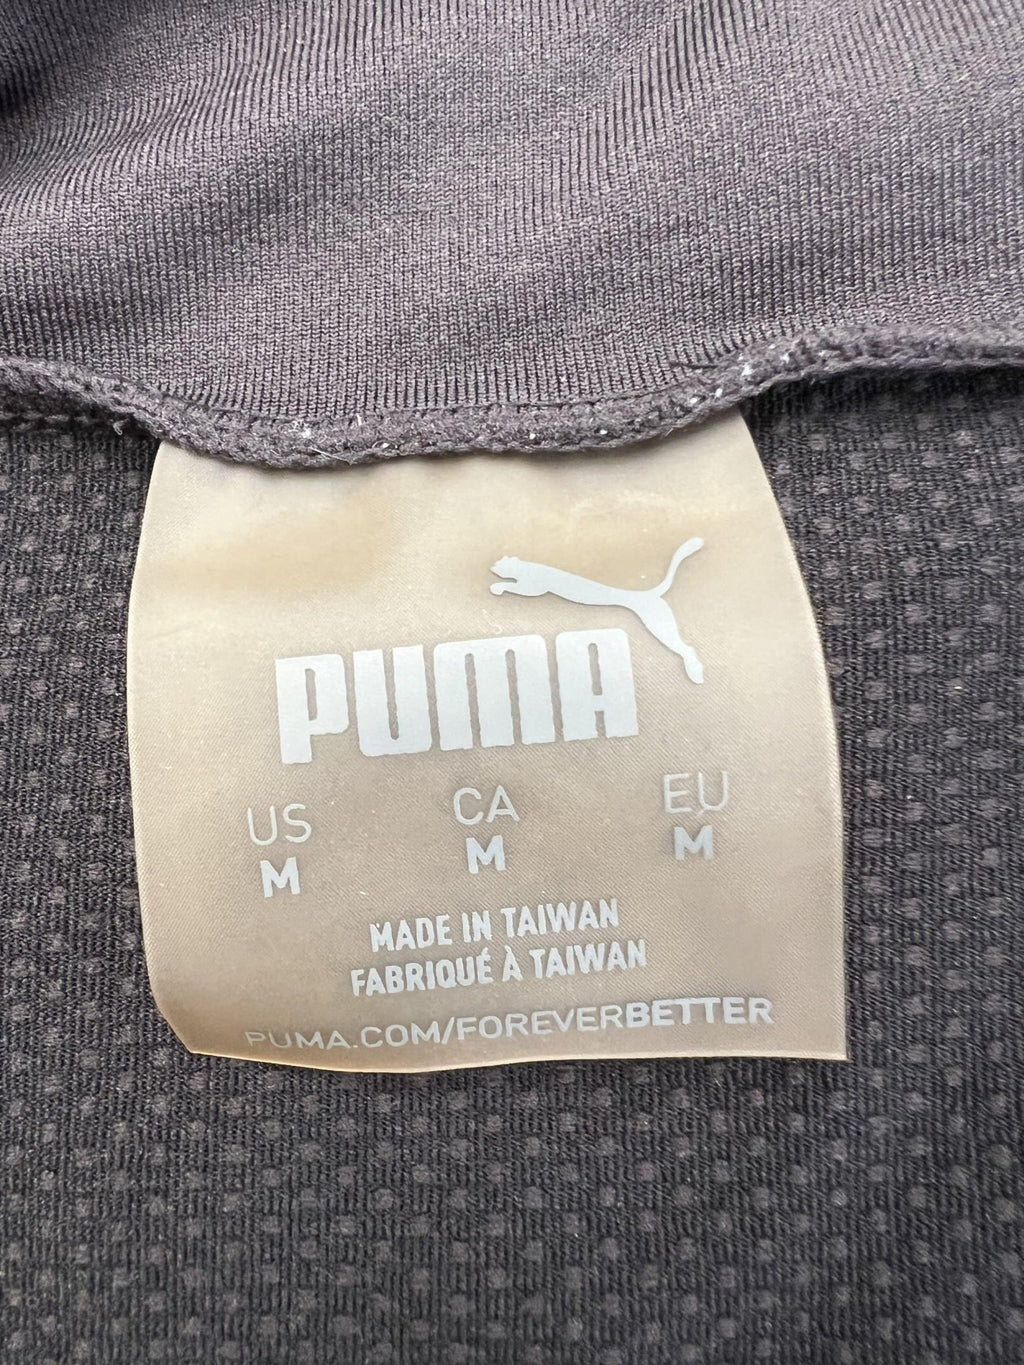 PUMA
US CA EU
M M M
MADE IN TAIWAN
FABRIQUÉ À TAIWAN
PUMA.COM/FOREVERBETTER